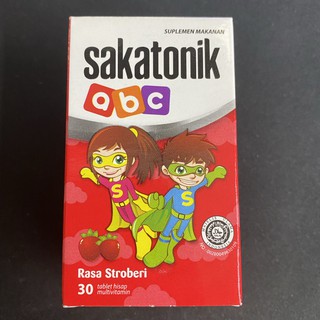 SUPLEMEN MAKANAN
sakatonik
abc
S
S
Rasa Stroberi
30 tablet hisap
multivitamin